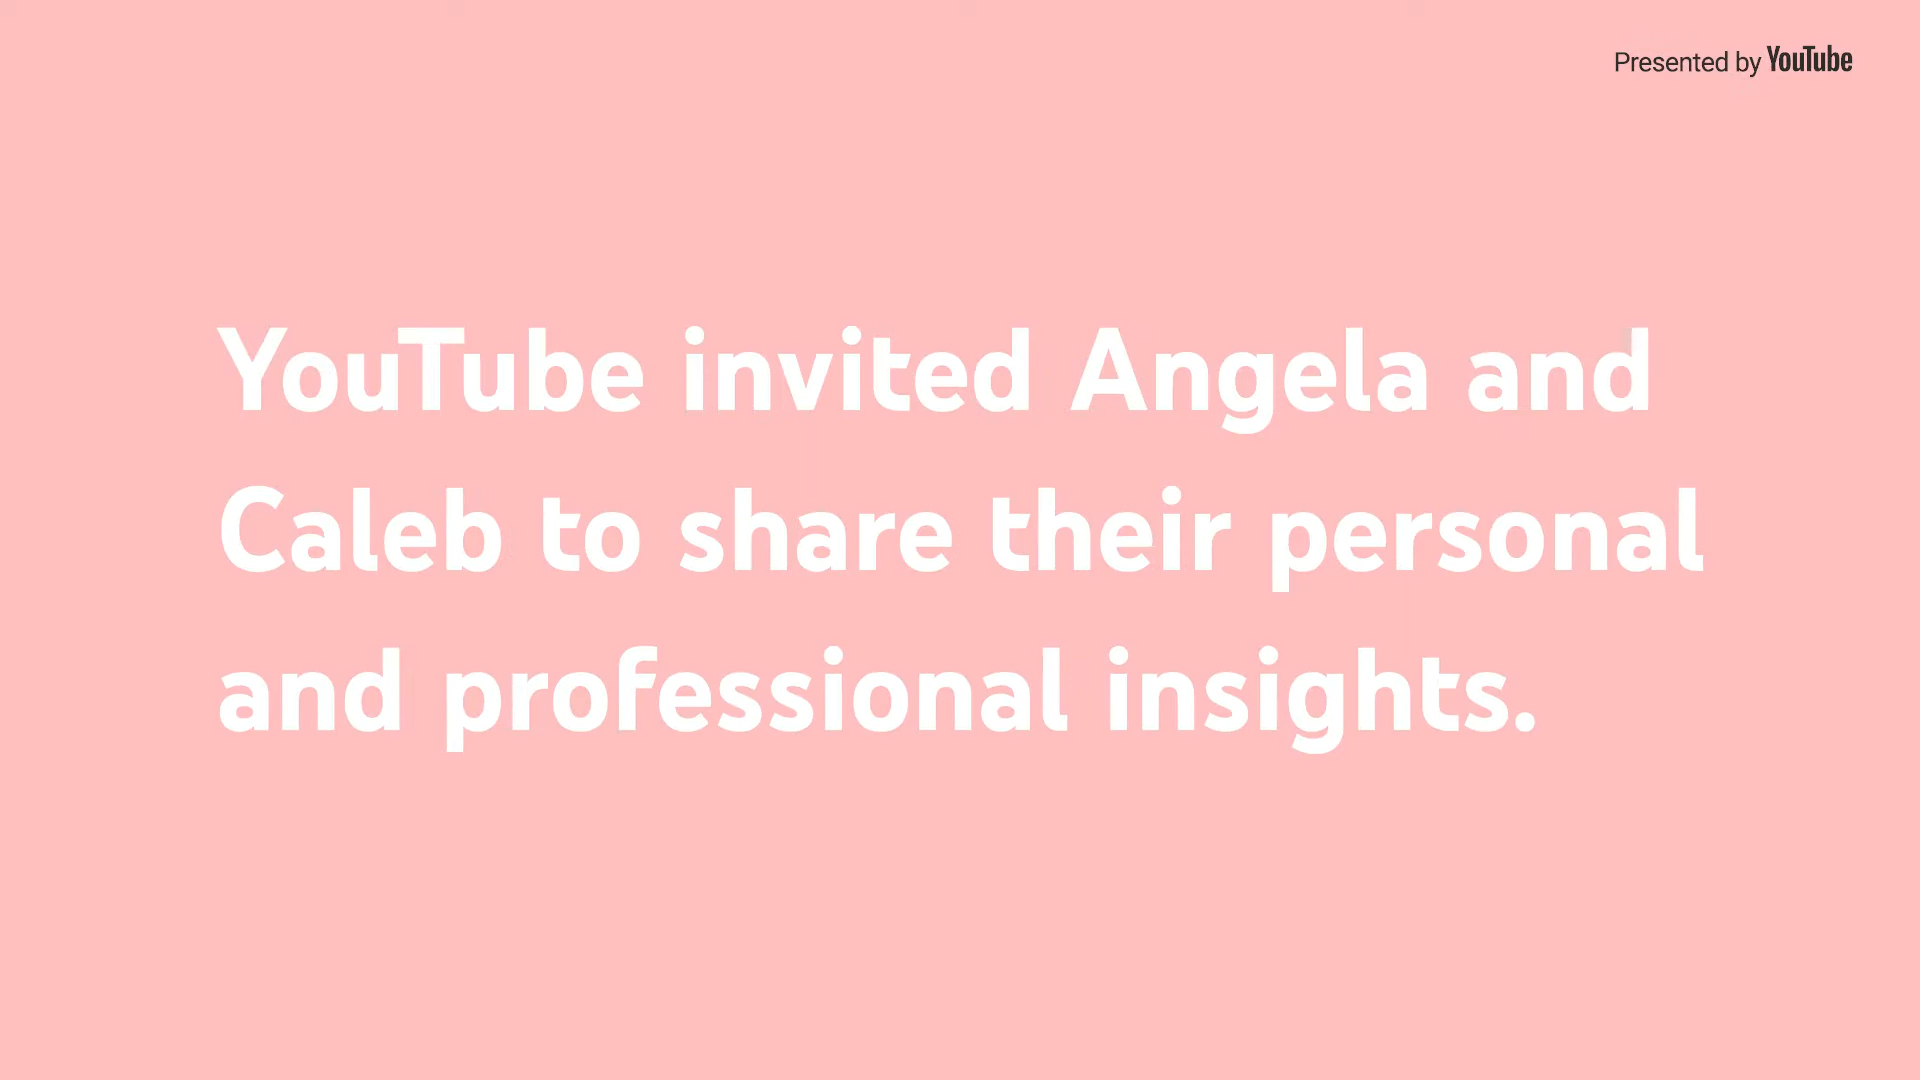 Presented by YouTube
YouTube invited Angela and
Caleb to share their personal
and professional insights.